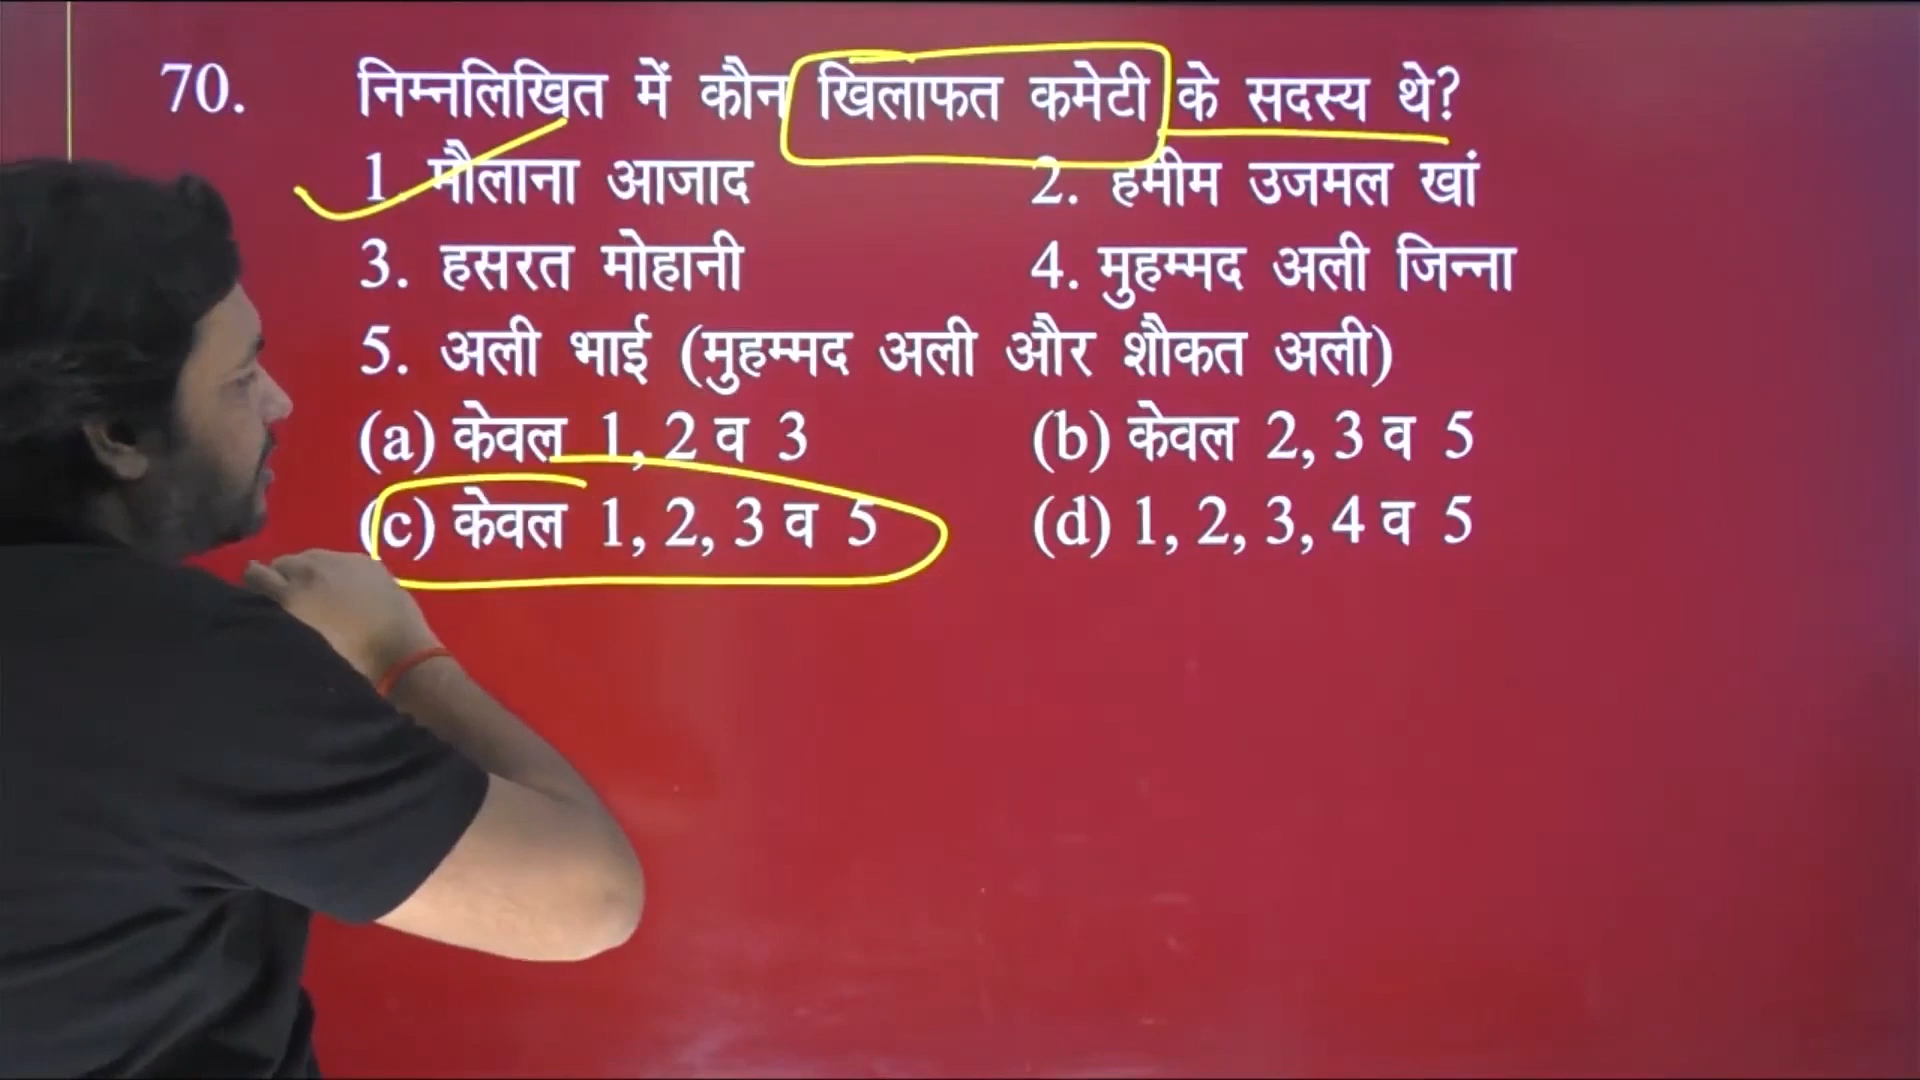 70. निम्नलिखित में कौन खिलाफत कमेटी के सदस्य थे?
1. मौलाना आजाद 2. हमीम उजमल खां
3. हसरत मोहानी 4. मुहम्मद अली जिन्ना
5. अली भाई (मुहम्मद अली और शौकत अली)
(a) केवल 1, 2 व 3 (b) केवल 2, 3 व 5
(c) केवल 1, 2, 3 व 5 (d) 1, 2, 3, 4 व 5